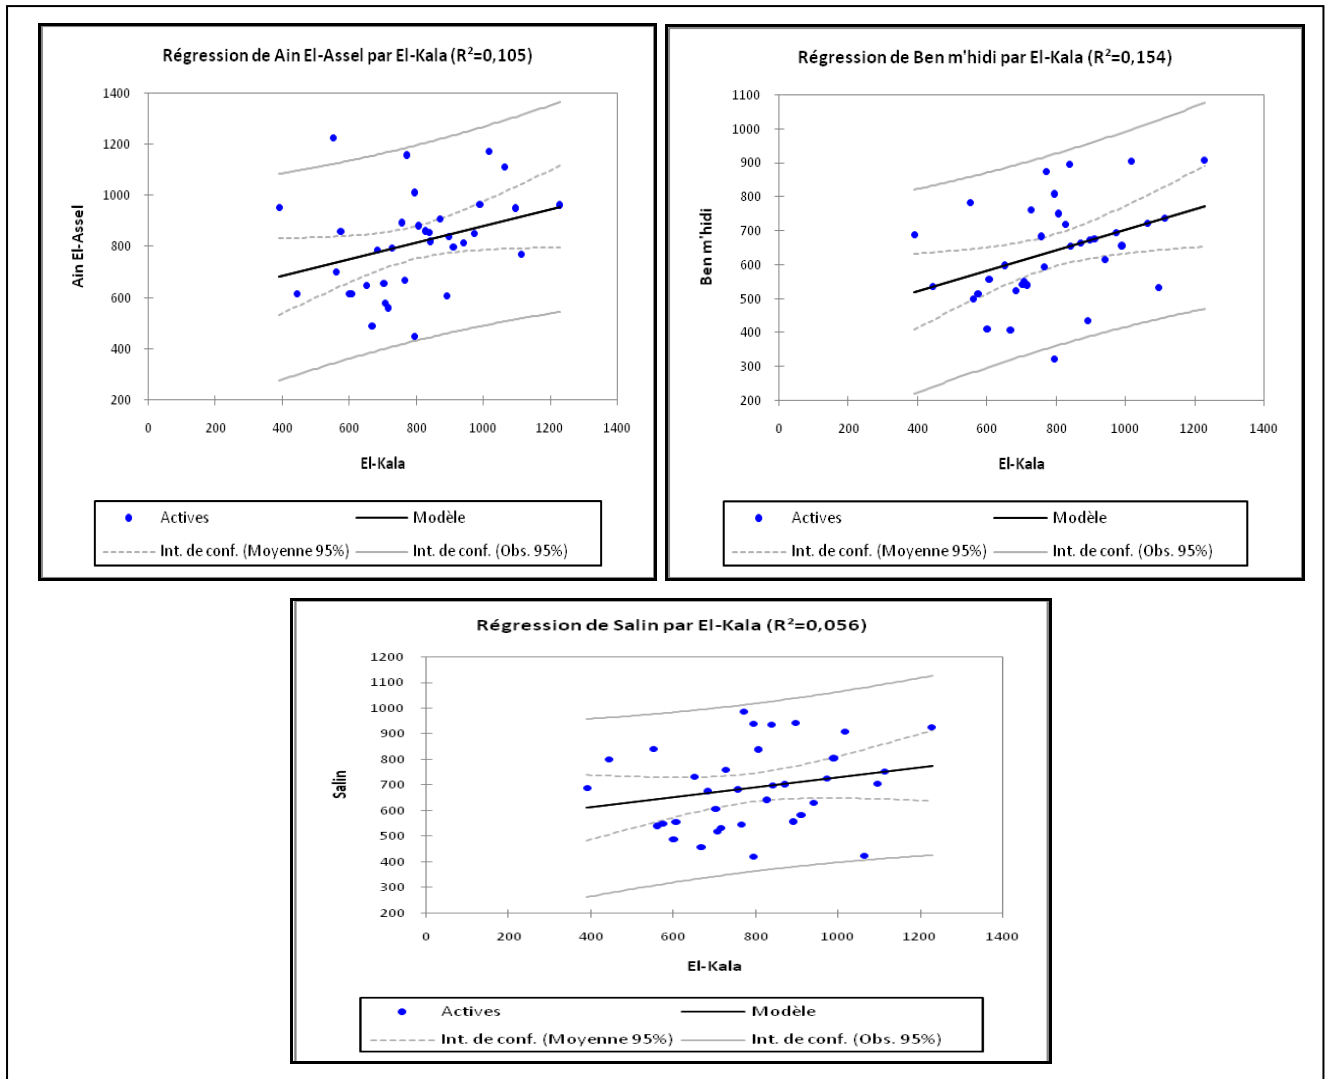 Régression de Ain El-Assel par El-Kala (R²=0,105)
Ain El-Assel
1400
1200
1000
800
600
400
200
0 200 400 600 800 1000 1200 1400
El-Kala
Actives Modèle
Int. de conf. (Moyenne 95%) Int. de conf. (Obs. 95%)
Régression de Ben m'hidi par El-Kala (R²=0,154)
Ben m'hidi
1100
1000
900
800
700
600
500
400
300
200
0 200 400 600 800 1000 1200 1400
El-Kala
Actives Modèle
Int. de conf. (Moyenne 95%) Int. de conf. (Obs. 95%)
Régression de Salin par El-Kala (R²=0,056)
Salin
1200
1100
1000
900
800
700
600
500
400
300
200
0 200 400 600 800 1000 1200 1400
El-Kala
Actives Modèle
Int. de conf. (Moyenne 95%) Int. de conf. (Obs. 95%)